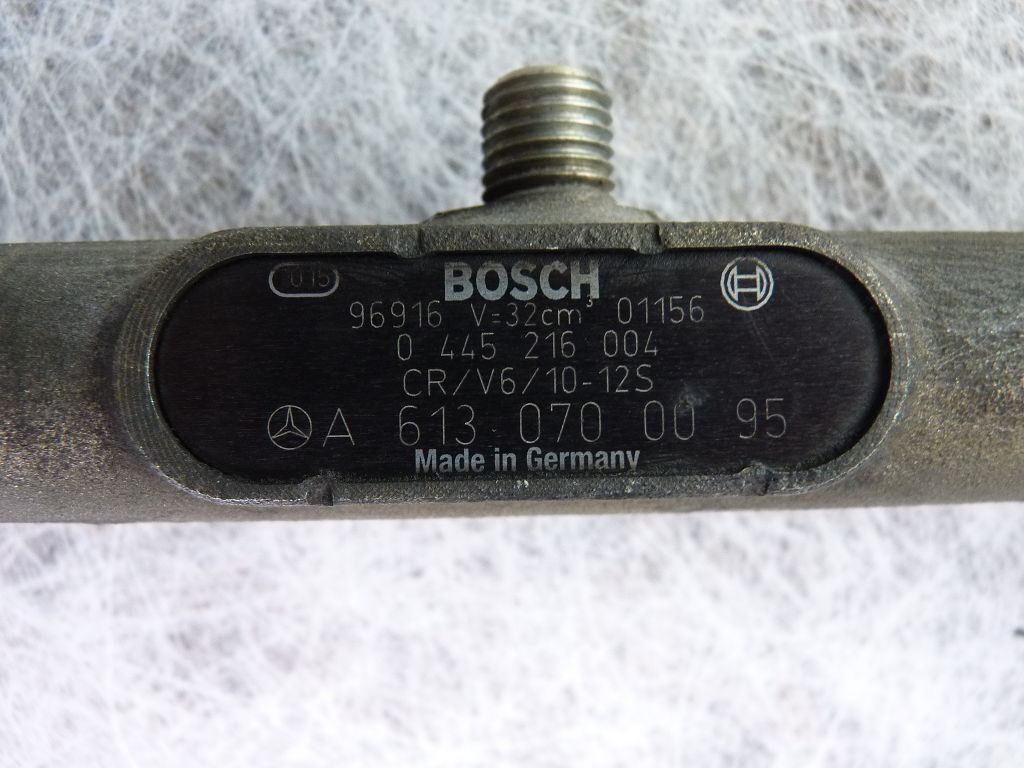 015
BOSCH
96916 V=32cm³ 01156
0 445 216 004
CR/V6/10-12S
A 613 070 00 95
Made in Germany